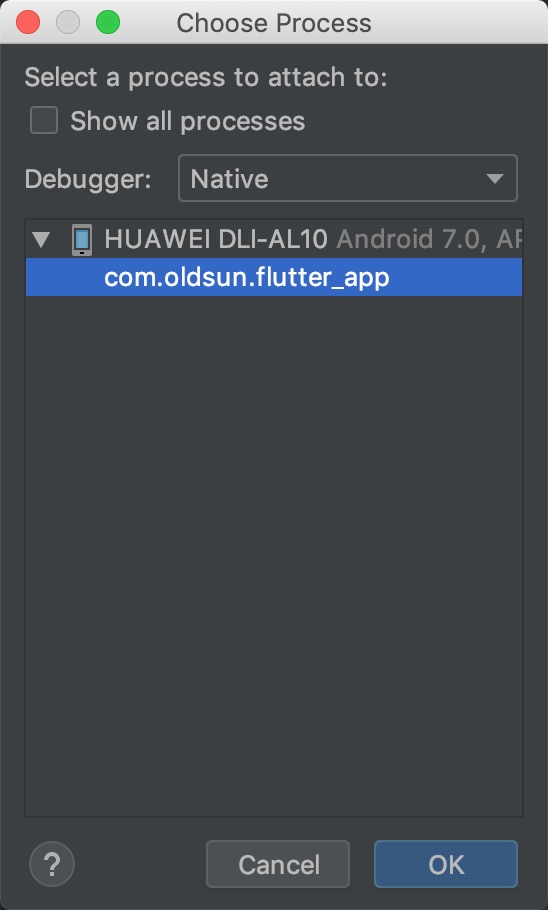 Choose Process
Select a process to attach to:
Show all processes
Debugger: Native
HUAWEI DLI-AL10 Android 7.0, AP
com.oldsun.flutter_app
?
Cancel OK